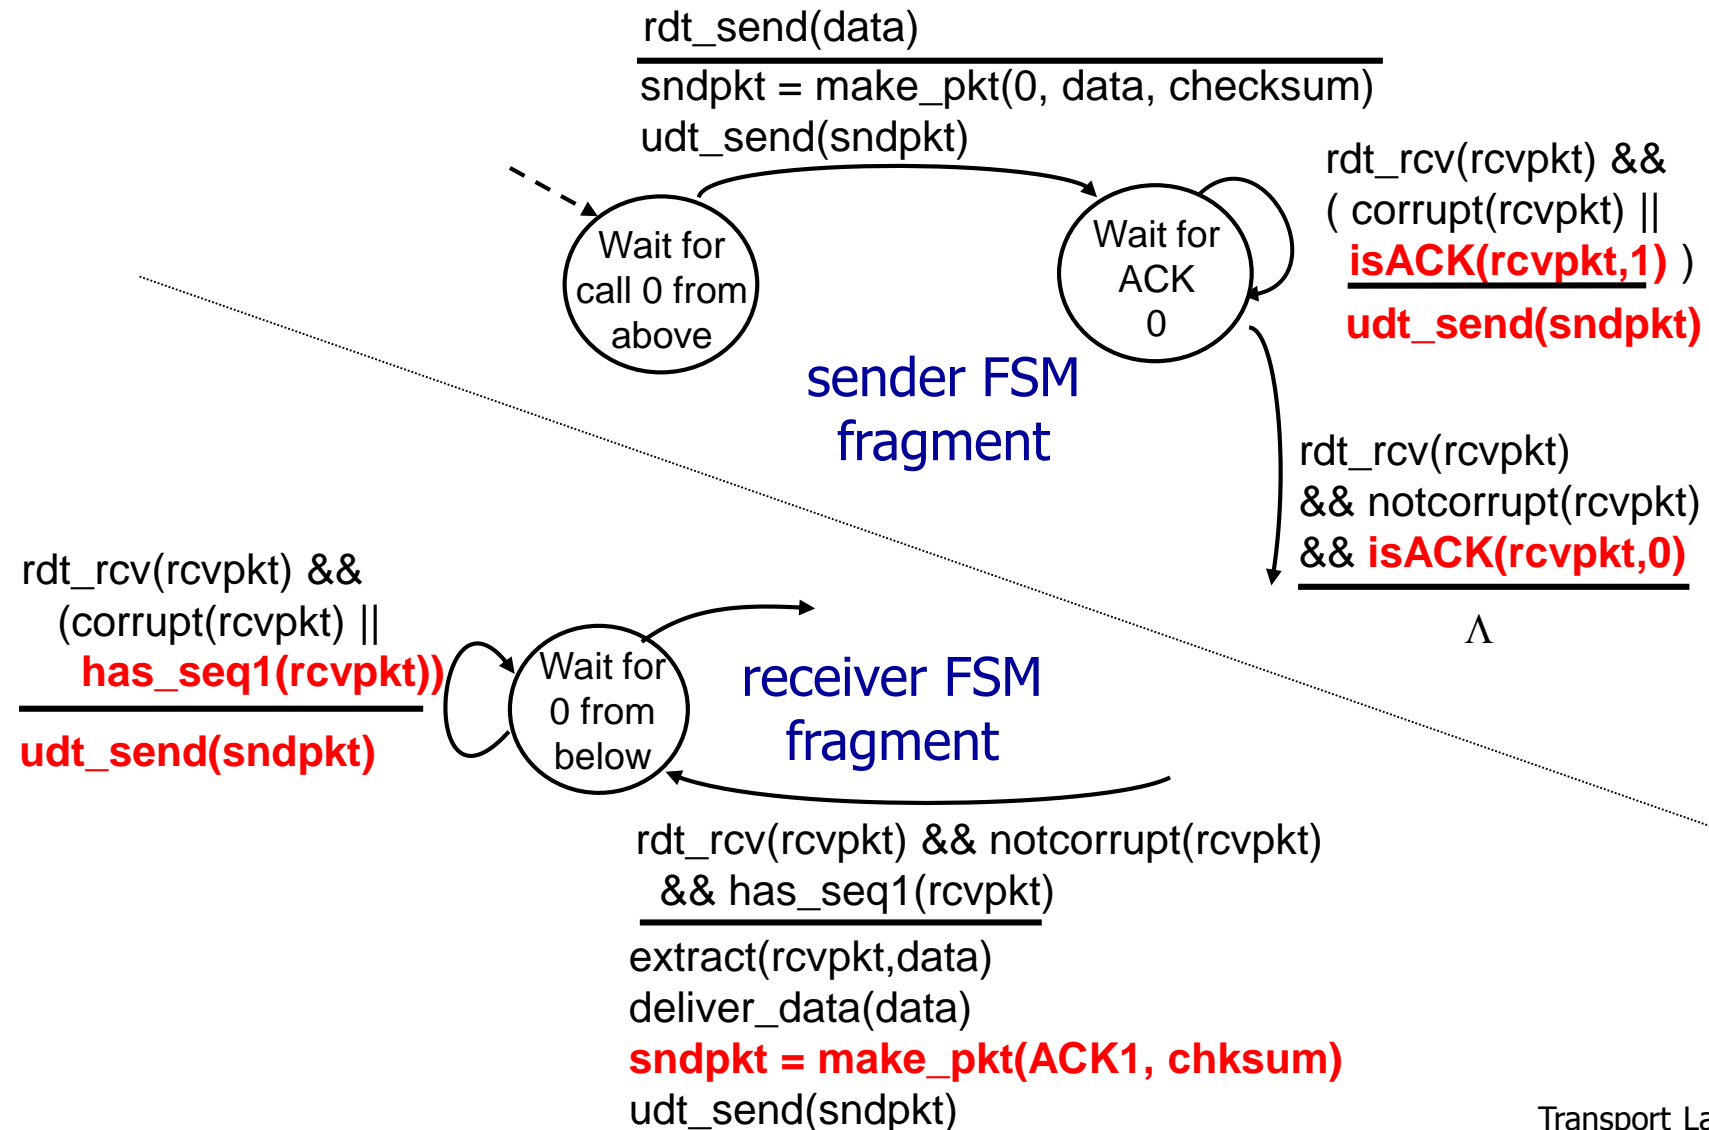 rdt_send(data)
sndpkt = make_pkt(0, data, checksum)
udt_send(sndpkt)
Wait for
call 0 from
above
Wait for
ACK
0
rdt_rcv(rcvpkt) &&
( corrupt(rcvpkt) ||
isACK(rcvpkt,1) )
udt_send(sndpkt)
sender FSM
fragment
rdt_rcv(rcvpkt)
&& notcorrupt(rcvpkt)
&& isACK(rcvpkt,0)
Λ
rdt_rcv(rcvpkt) &&
(corrupt(rcvpkt) ||
has_seq1(rcvpkt))
udt_send(sndpkt)
Wait for
0 from
below
receiver FSM
fragment
rdt_rcv(rcvpkt) && notcorrupt(rcvpkt)
&& has_seq1(rcvpkt)
extract(rcvpkt,data)
deliver_data(data)
sndpkt = make_pkt(ACK1, chksum)
udt_send(sndpkt)
Transport La